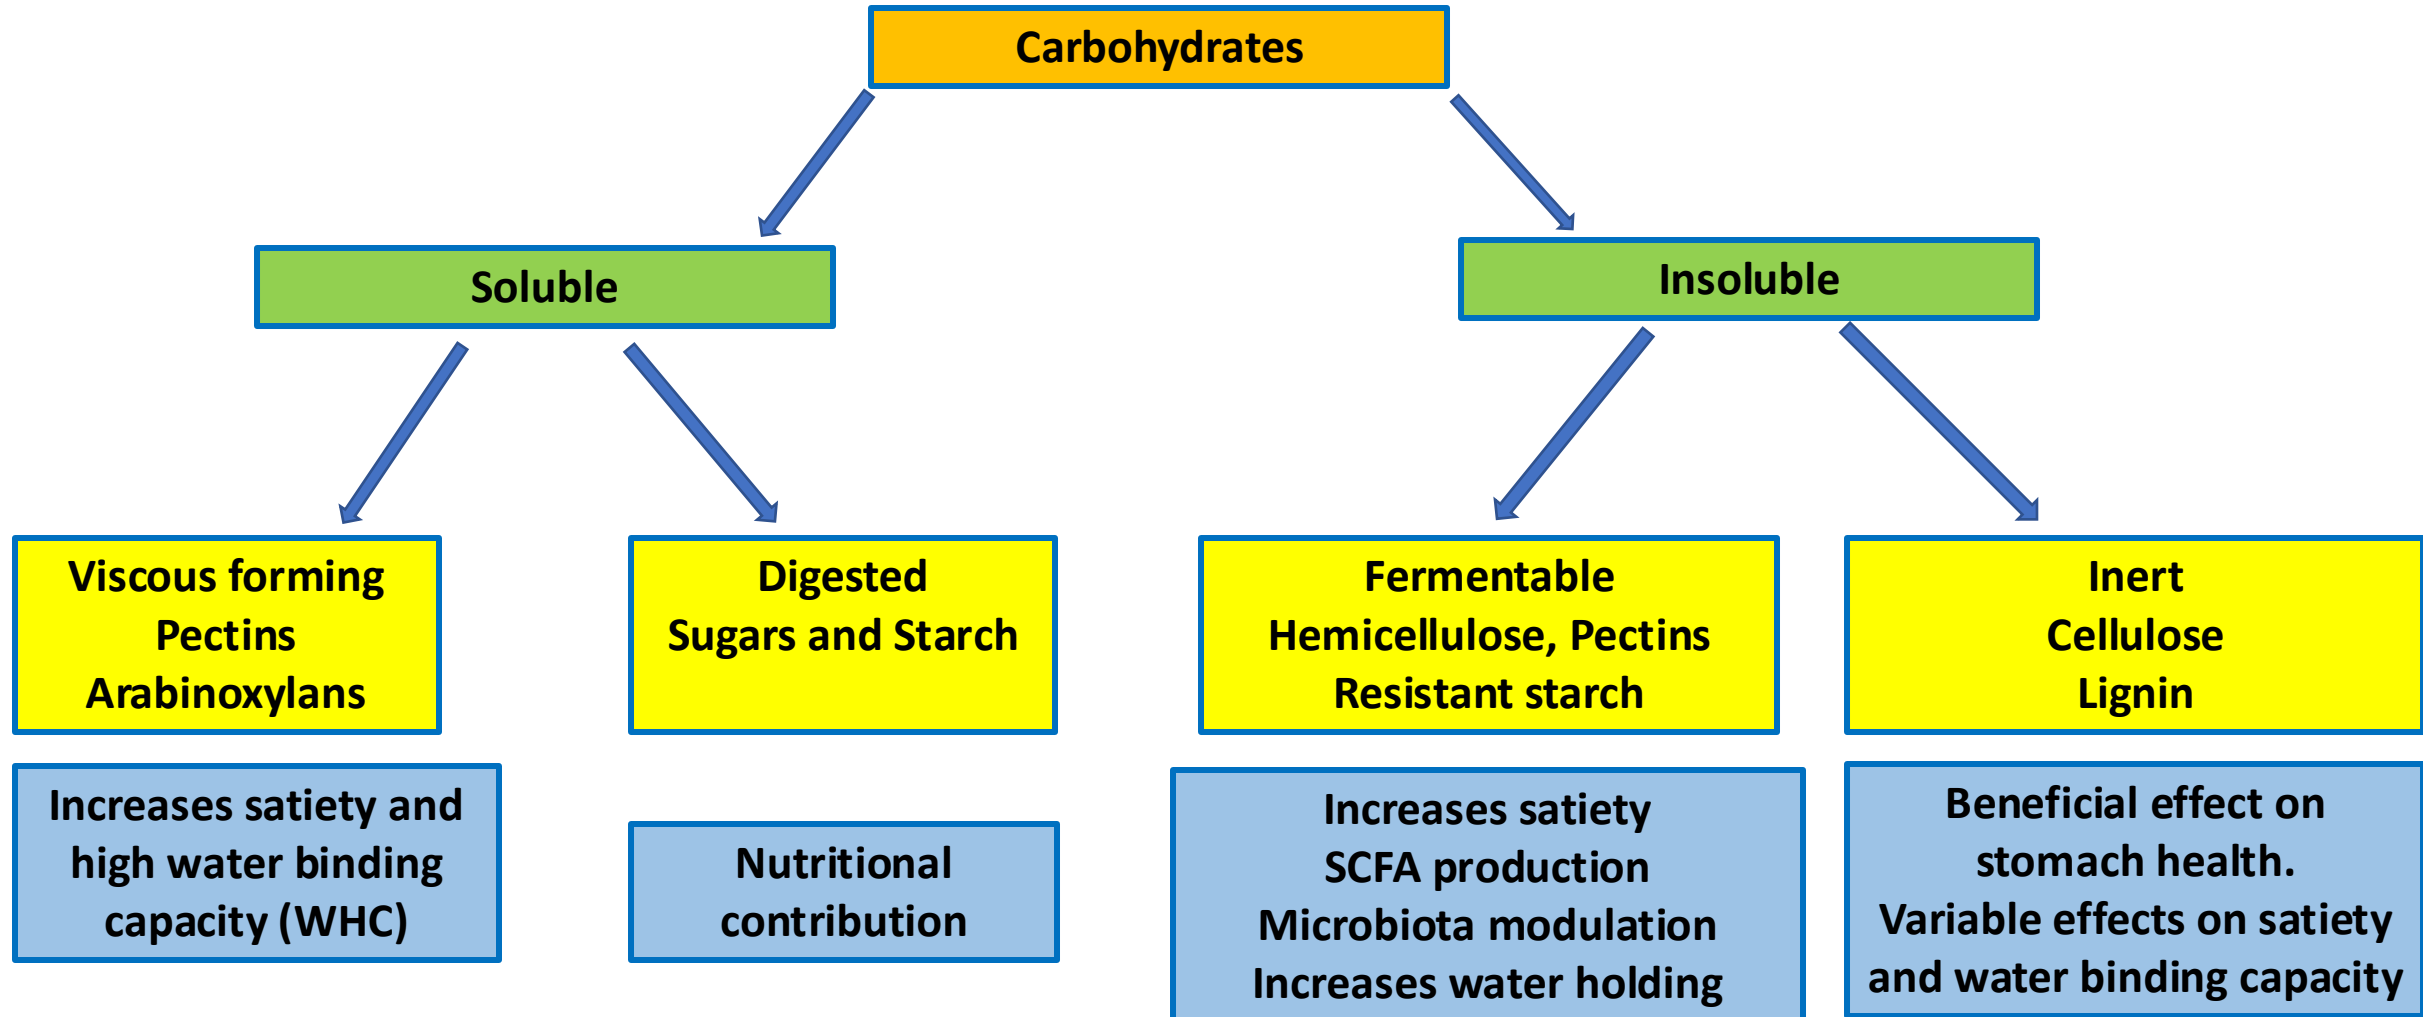 Carbohydrates
Soluble
Insoluble
Viscous forming
Pectins
Arabinoxylans
Digested
Sugars and Starch
Fermentable
Hemicellulose, Pectins
Resistant starch
Inert
Cellulose
Lignin
Increases satiety and
high water binding
capacity (WHC)
Nutritional
contribution
Increases satiety
SCFA production
Microbiota modulation
Increases water holding
Beneficial effect on
stomach health.
Variable effects on satiety
and water binding capacity